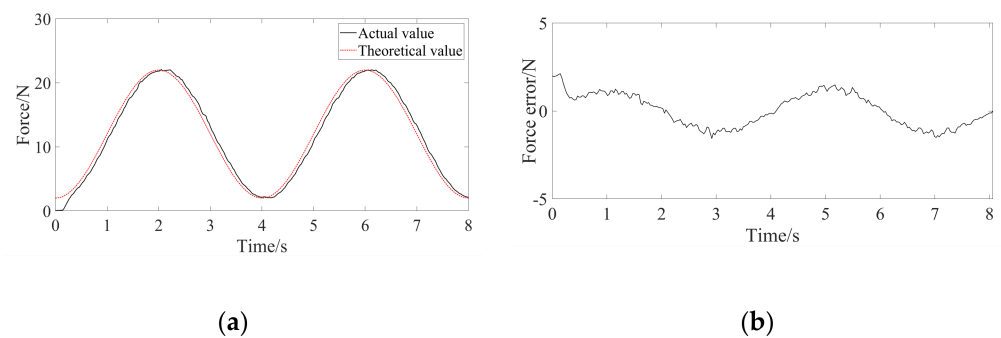 30
20
10
0
Force/N
Actual value
Theoretical value
0 1 2 3 4 5 6 7 8
Time/s
(a)
5
0
-5
Force error/N
0 1 2 3 4 5 6 7 8
Time/s
(b)